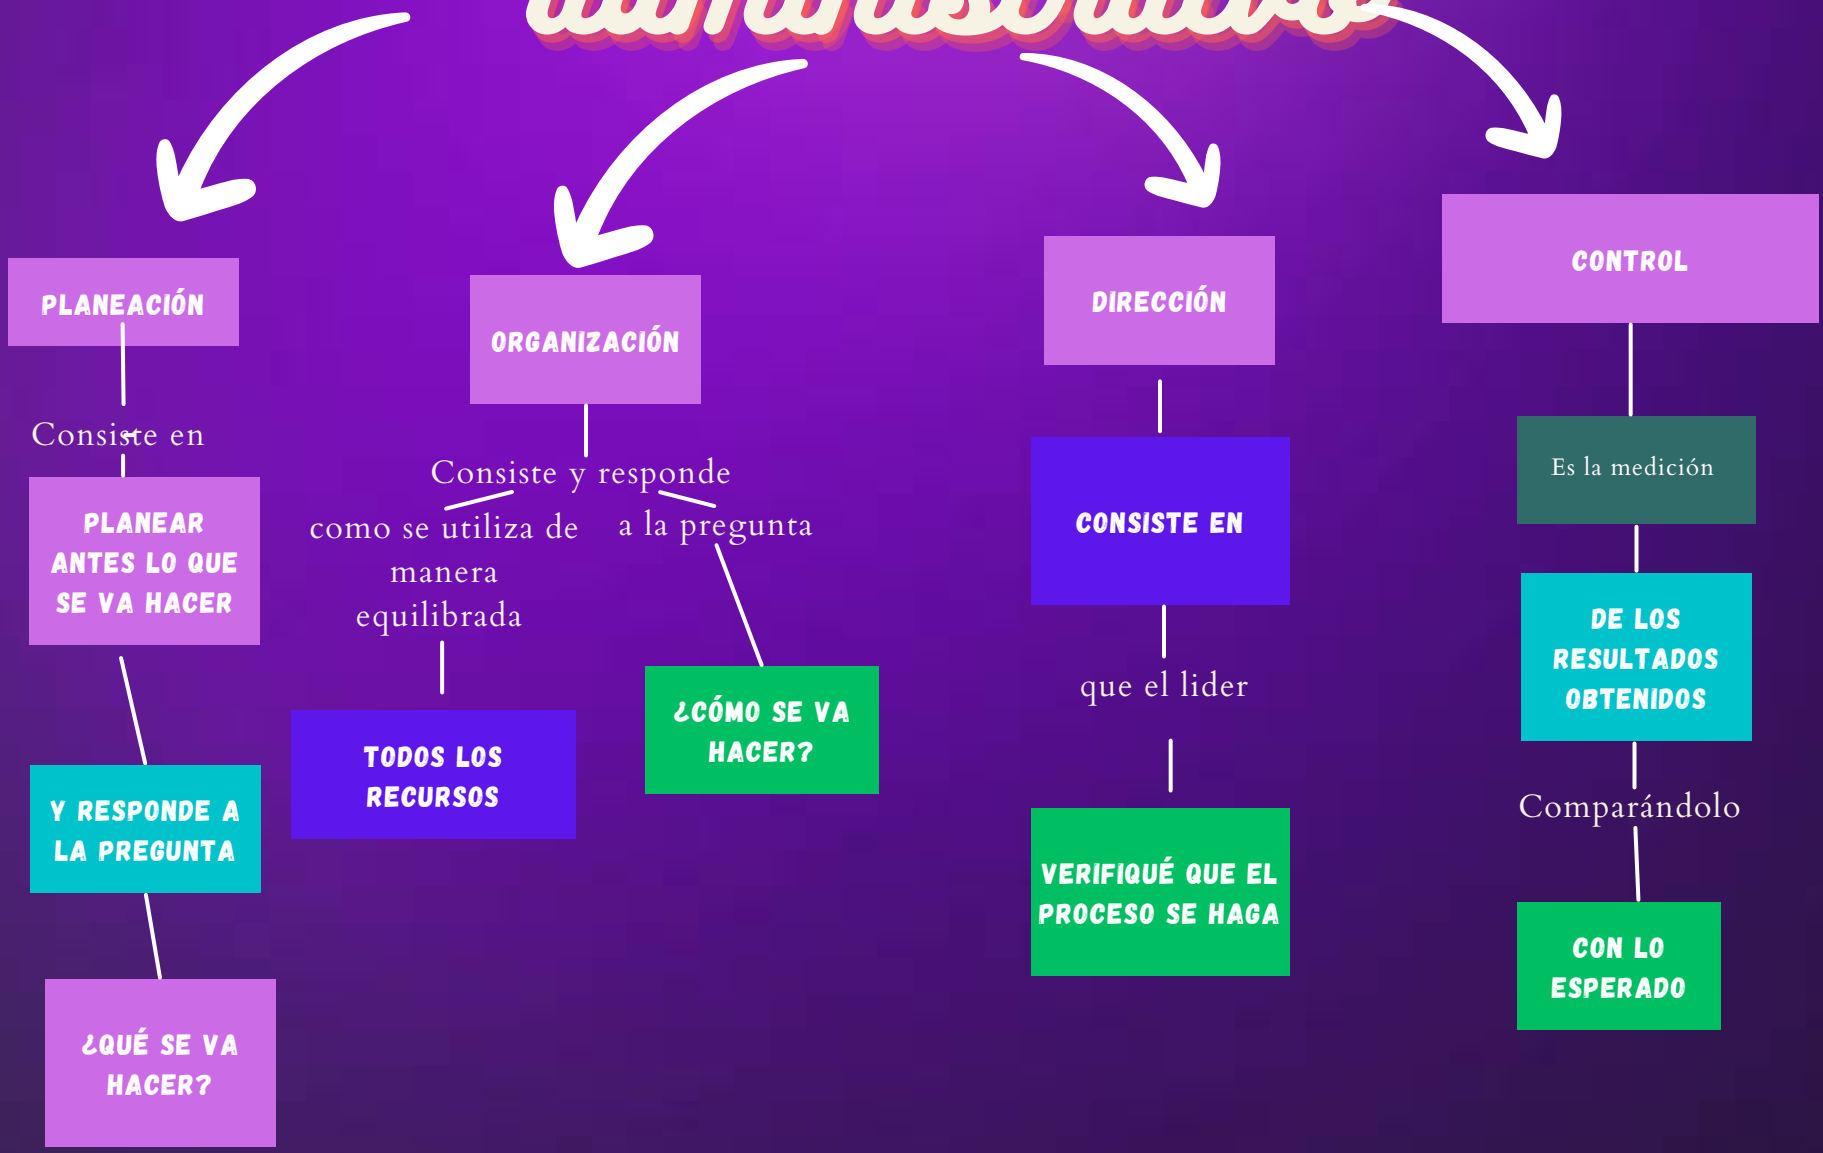 administrativo
PLANEACIÓN
Consiste en
PLANEAR
ANTES LO QUE
SE VA HACER
Y RESPONDE A
LA PREGUNTA
¿QUÉ SE VA
HACER?
ORGANIZACIÓN
Consiste y responde
como se utiliza de
manera
equilibrada
TODOS LOS
RECURSOS
a la pregunta
¿CÓMO SE VA
HACER?
DIRECCIÓN
CONSISTE EN
que el lider
VERIFIQUÉ QUE EL
PROCESO SE HAGA
CONTROL
Es la medición
DE LOS
RESULTADOS
OBTENIDOS
Comparándolo
CON LO
ESPERADO